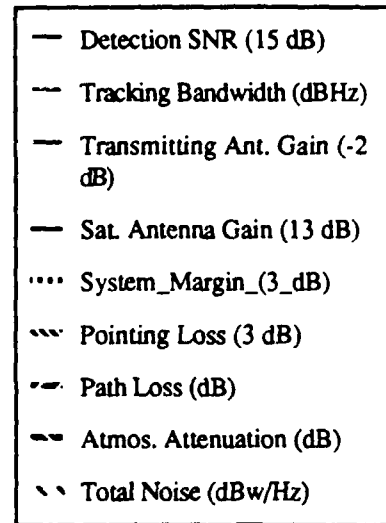 Detection SNR (15 dB)
Tracking Bandwidth (dBHz)
Transmitting Ant. Gain (-2
dB)
Sat. Antenna Gain (13 dB)
System_Margin_(3_dB)
Pointing Loss (3 dB)
Path Loss (dB)
Atmos. Attenuation (dB)
Total Noise (dBw/Hz)